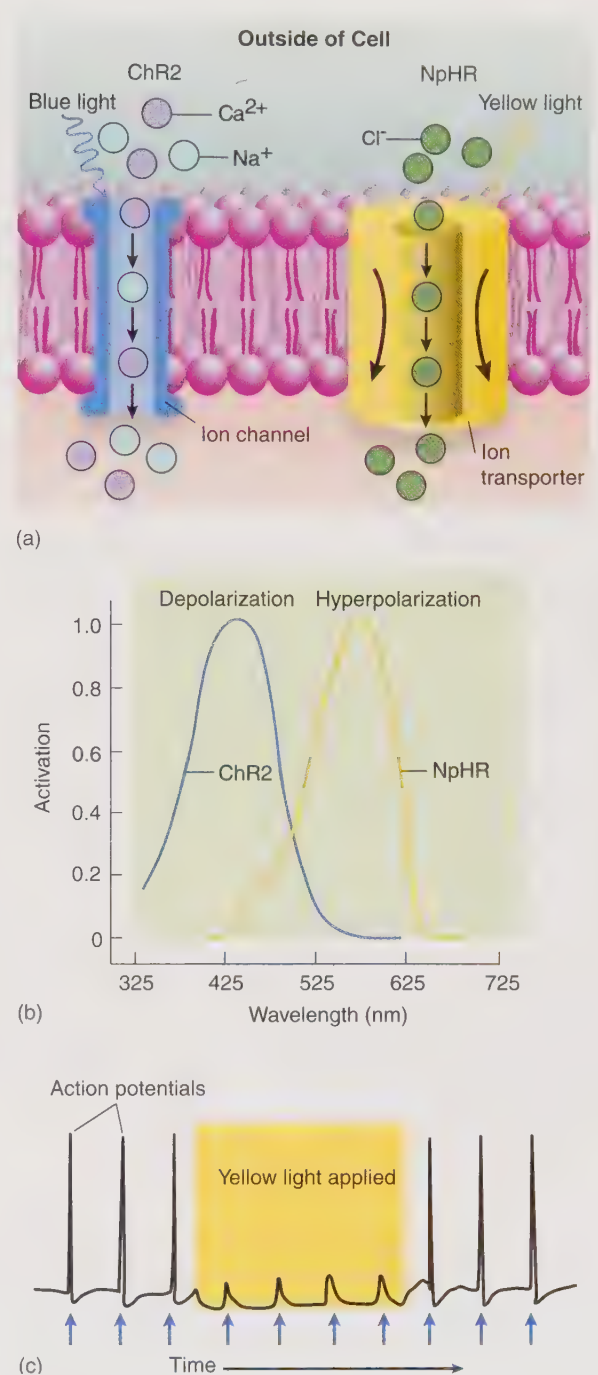 Outside of Cell
ChR2
NpHR
Blue light
Ca2+
Yellow light
Na+
Cl-
Ion channel
Ion
transporter
(a)
Depolarization Hyperpolarization
1.0
0.8
0.6
0.4
0.2
0
Activation
ChR2
NpHR
325 425 525 625 725
Wavelength (nm)
(b)
Action potentials
Yellow light applied
Time
(c)